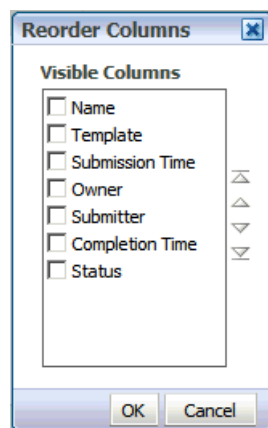 Reorder Columns
Visible Columns
Name
Template
Submission Time
Owner
Submitter
Completion Time
Status
OK Cancel